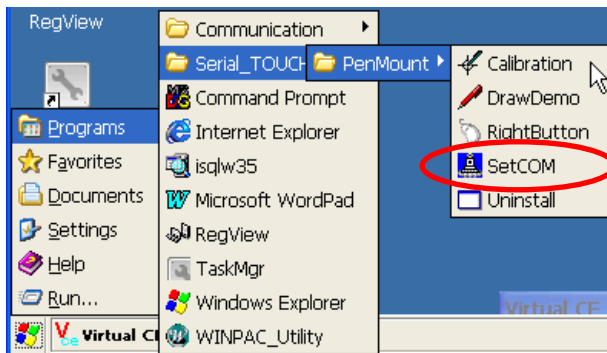 RegView
Programs
Favorites
Documents
Settings
Help
Run...
Communication
Serial_TOUCH
Command Prompt
Internet Explorer
isqlw35
Microsoft WordPad
RegView
TaskMgr
Windows Explorer
WINPAC_Utility
PenMount
Calibration
DrawDemo
RightButton
SetCOM
Uninstall
Virtual CE
Virtual CE